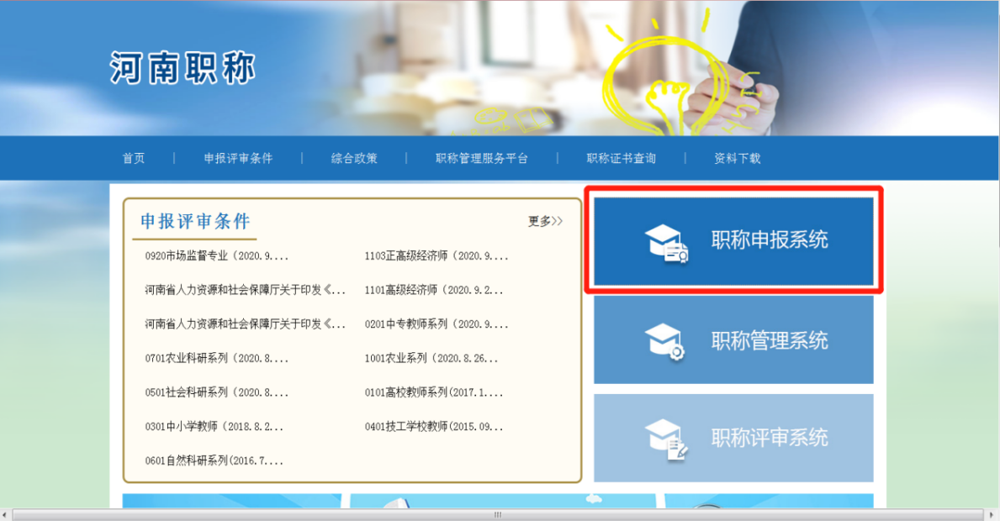 河南职称
首页 | 申报评审条件 | 综合政策 | 职称管理服务平台 | 职称证书查询 | 资料下载
申报评审条件
更多>>
0920市场监督专业（2020.9....
1103正高级经济师（2020.9....
河南省人力资源和社会保障厅关于印发《...
1101高级经济师（2020.9.2...
河南省人力资源和社会保障厅关于印发《...
0201中专教师系列（2020.9....
0701农业科研系列（2020.8....
1001农业系列（2020.8.26...
0501社会科研系列（2020.8....
0101高校教师系列(2017.1....
0301中小学教师（2018.8.2...
0401技工学校教师(2015.09...
0601自然科研系列(2016.7....
职称申报系统
职称管理系统
职称评审系统